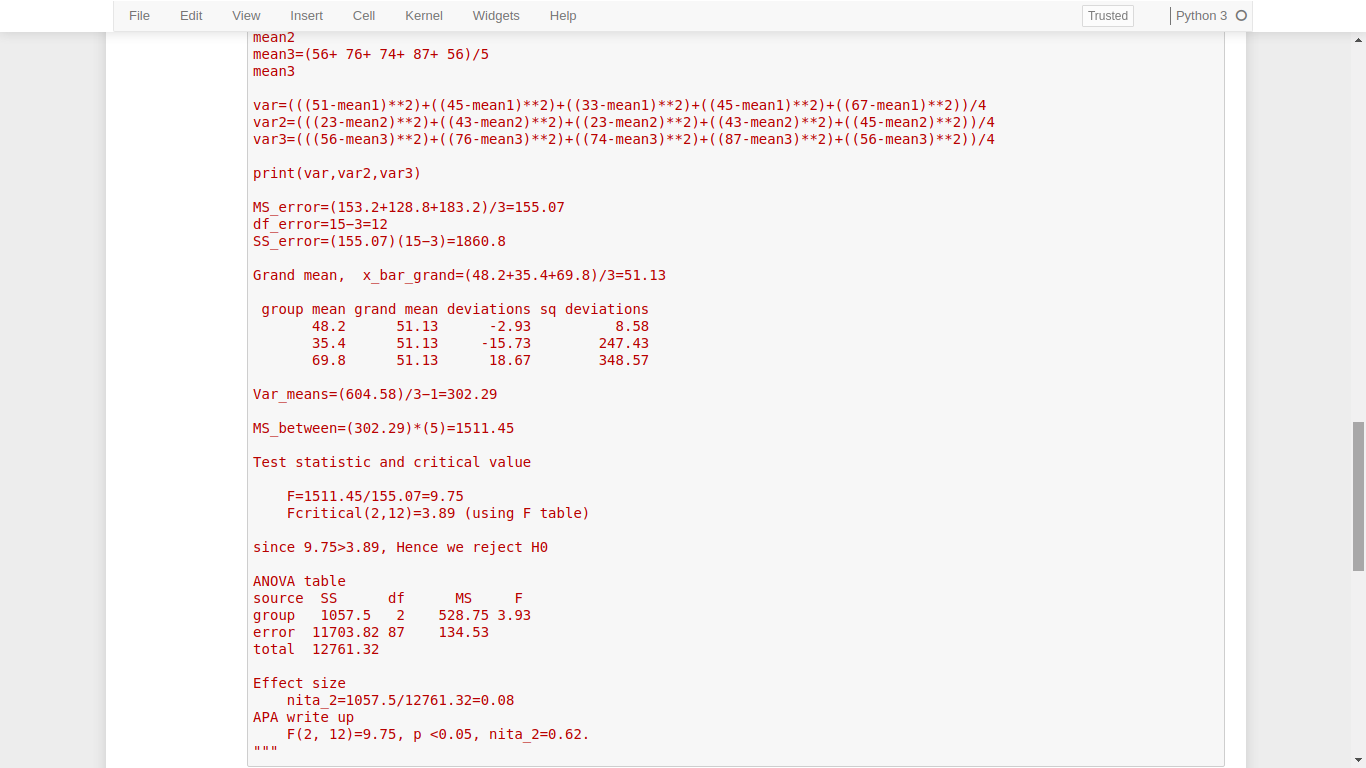 File Edit View Insert Cell Kernel Widgets Help Trusted Python 3
mean2
mean3=(56+ 76+ 74+ 87+ 56)/5
mean3
var=(((51-mean1)**2)+((45-mean1)**2)+((33-mean1)**2)+((45-mean1)**2)+((67-mean1)**2))/4
var2=(((23-mean2)**2)+((43-mean2)**2)+((23-mean2)**2)+((43-mean2)**2)+((45-mean2)**2))/4
var3=(((56-mean3)**2)+((76-mean3)**2)+((74-mean3)**2)+((87-mean3)**2)+((56-mean3)**2))/4
print(var,var2,var3)
MS_error=(153.2+128.8+183.2)/3=155.07
df_error=15−3=12
SS_error=(155.07)(15−3)=1860.8
Grand mean,  x_bar_grand=(48.2+35.4+69.8)/3=51.13
group mean grand mean deviations sq deviations
48.2 51.13 -2.93 8.58
35.4 51.13 -15.73 247.43
69.8 51.13 18.67 348.57
Var_means=(604.58)/3−1=302.29
MS_between=(302.29)*(5)=1511.45
Test statistic and critical value
F=1511.45/155.07=9.75
Fcritical(2,12)=3.89 (using F table)
since 9.75>3.89, Hence we reject H0
ANOVA table
source SS df MS F
group 1057.5 2 528.75 3.93
error 11703.82 87 134.53
total 12761.32
Effect size
nita_2=1057.5/12761.32=0.08
APA write up
F(2, 12)=9.75, p <0.05, nita_2=0.62.
"""